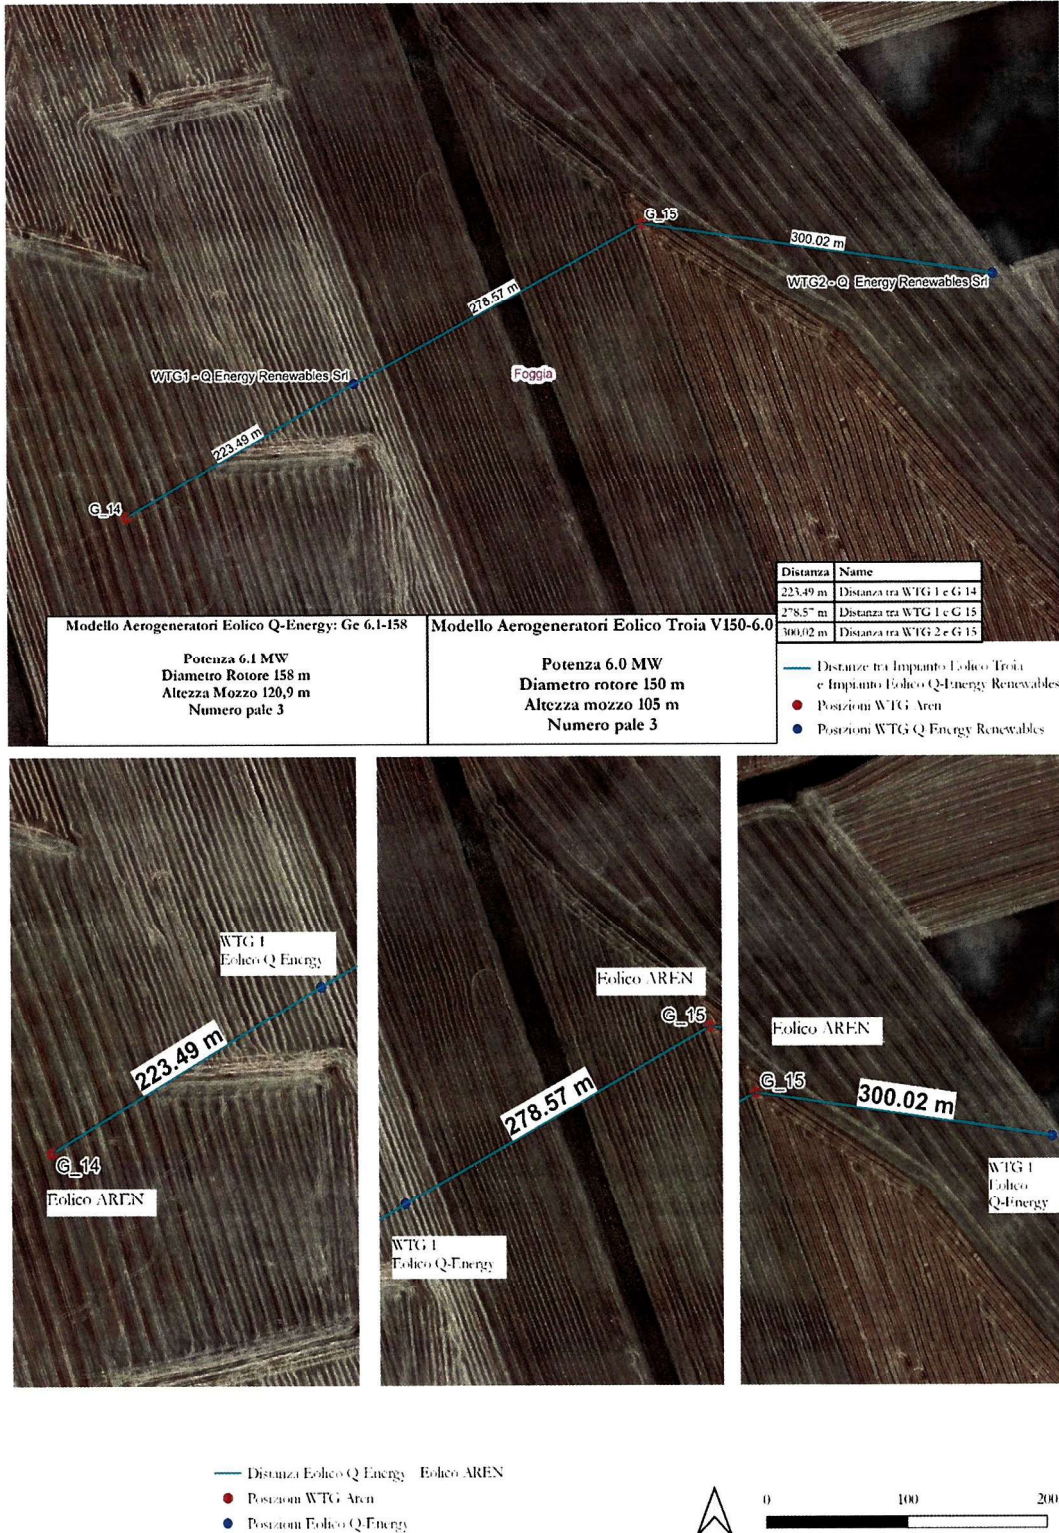 G_15
300.02 m
WTG2 - Q Energy Renewables Srl
278.57 m
WTG1 - Q Energy Renewables Srl
Foggia
223.49 m
G_14
Distanza Name
223.49 m Distanza tra WTG 1 e G 14
278.57 m Distanza tra WTG 1 e G 15
300,02 m Distanza tra WTG 2 e G 15
Modello Aerogeneratori Eolico Q-Energy: Ge 6.1-158
Potenza 6.1 MW
Diametro Rotore 158 m
Altezza Mozzo 120,9 m
Numero pale 3
Modello Aerogeneratori Eolico Troia V150-6.0
Potenza 6.0 MW
Diametro rotore 150 m
Altezza mozzo 105 m
Numero pale 3
Distanze tra Impianto Eolico Troia
e Impianto Eolico Q-Energy Renewables
Posizioni WTG Aren
Posizioni WTG Q-Energy Renewables
WTG 1
Eolico Q Energy
223.49 m
G_14
Eolico AREN
Eolico AREN
G_15
278.57 m
WTG 1
Eolico Q-Energy
Eolico AREN
G_15
300.02 m
WTG 1
Eolico
Q-Energy
Distanza Eolico Q Energy Eolico AREN
Posizioni WTG Aren
Posizioni Eolico Q-Energy
0 100 200